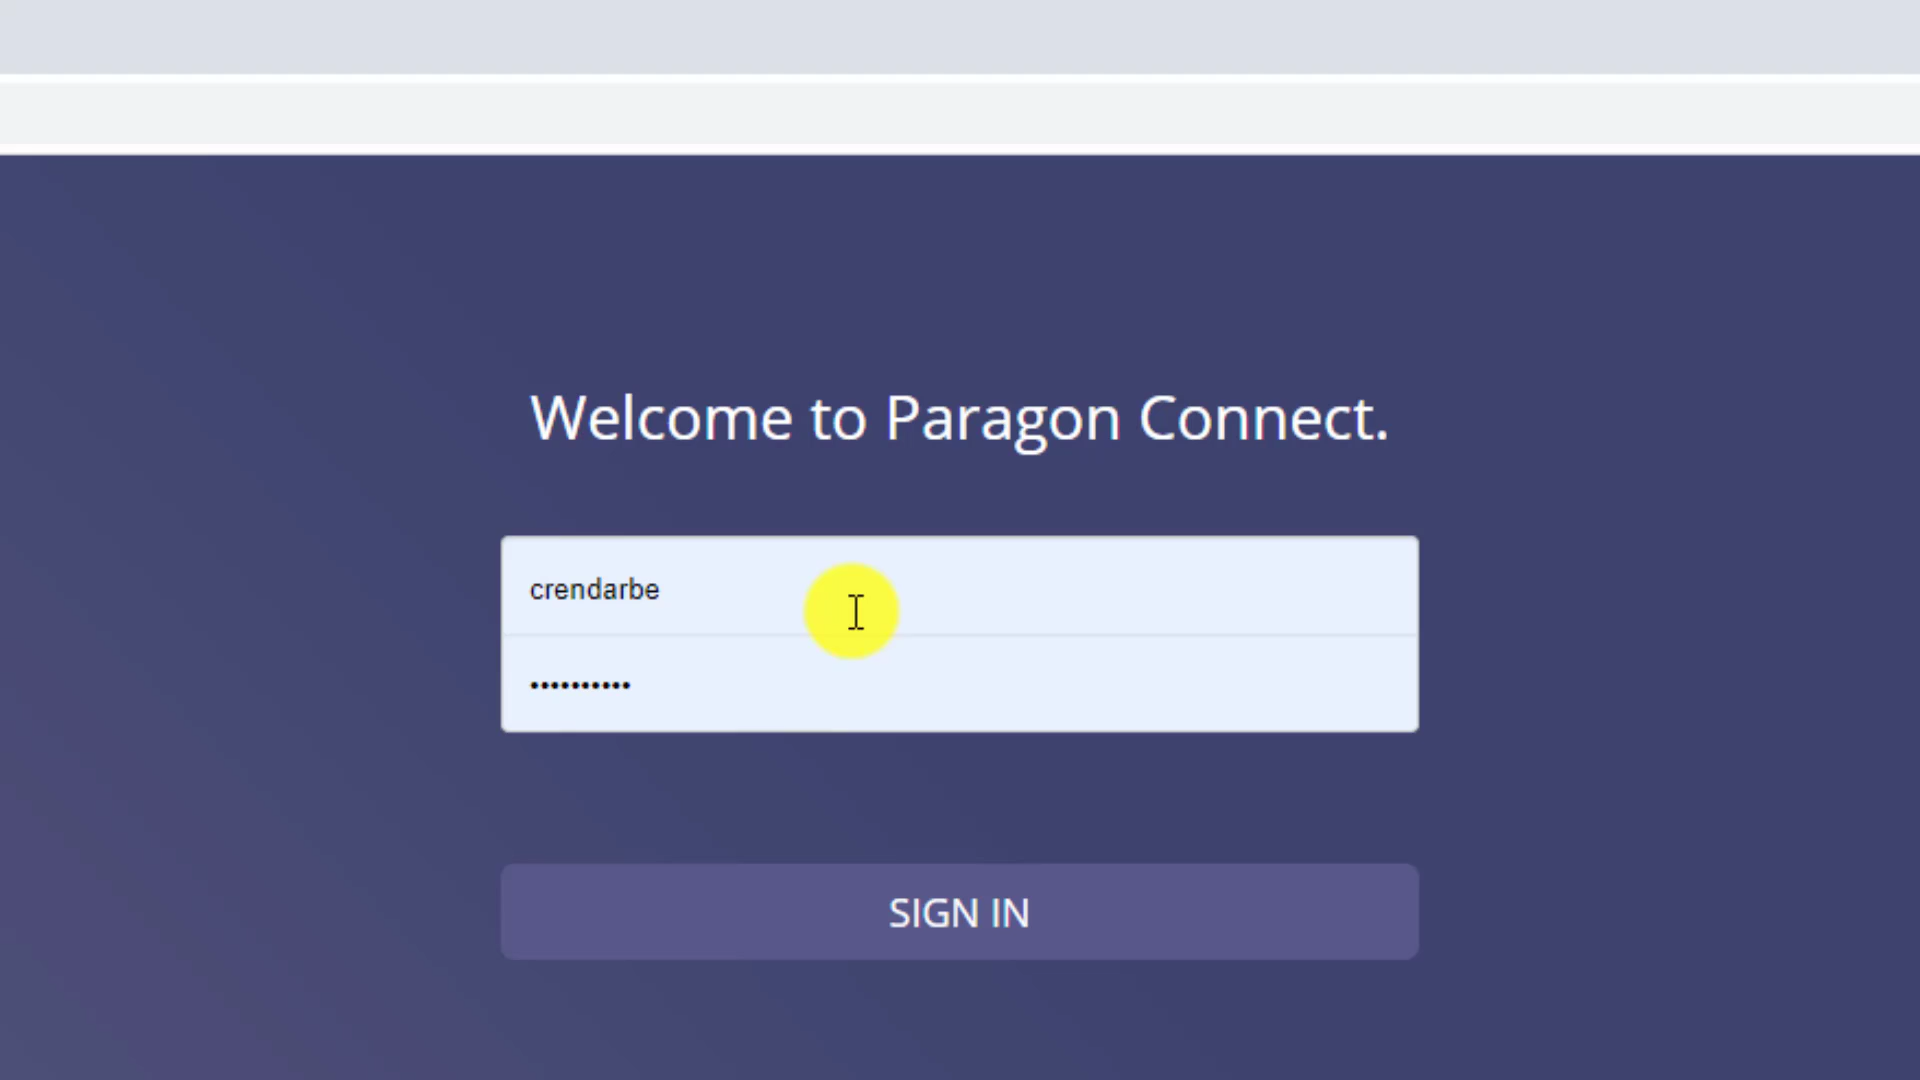 Welcome to Paragon Connect.
crendarbe
••••••••••
SIGN IN